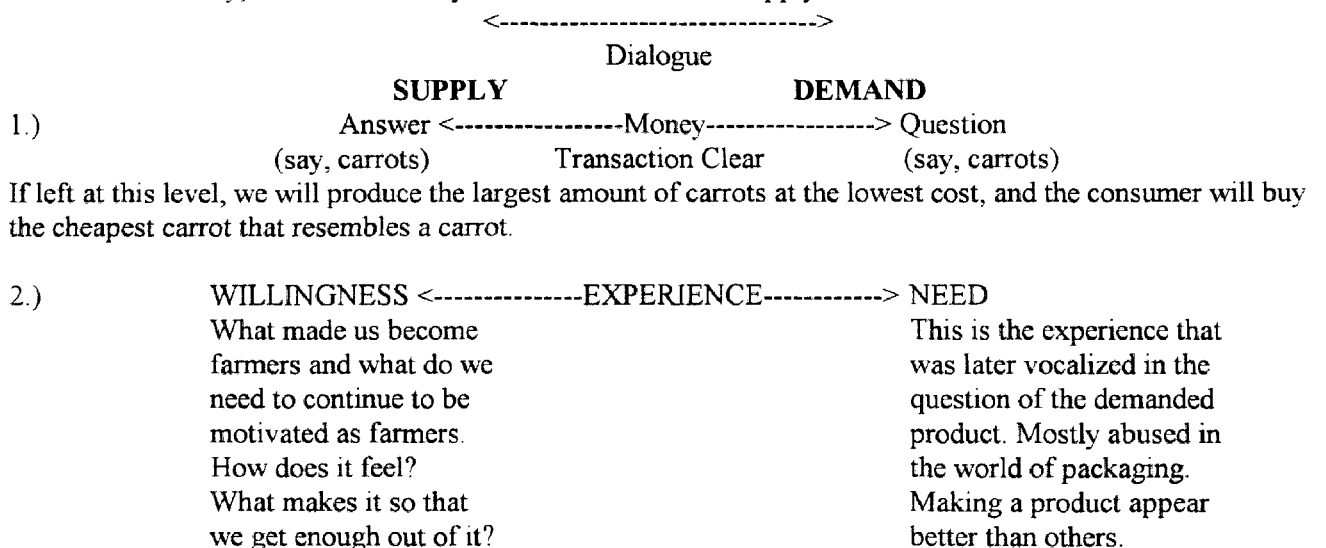 <-------------------------------->
Dialogue
SUPPLY DEMAND
1.) Answer <-----------------Money-----------------> Question
(say, carrots) Transaction Clear (say, carrots)
If left at this level, we will produce the largest amount of carrots at the lowest cost, and the consumer will buy
the cheapest carrot that resembles a carrot.
2.) WILLINGNESS <---------------EXPERIENCE------------> NEED
What made us become This is the experience that
farmers and what do we was later vocalized in the
need to continue to be question of the demanded
motivated as farmers. product. Mostly abused in
How does it feel? the world of packaging.
What makes it so that Making a product appear
we get enough out of it? better than others.